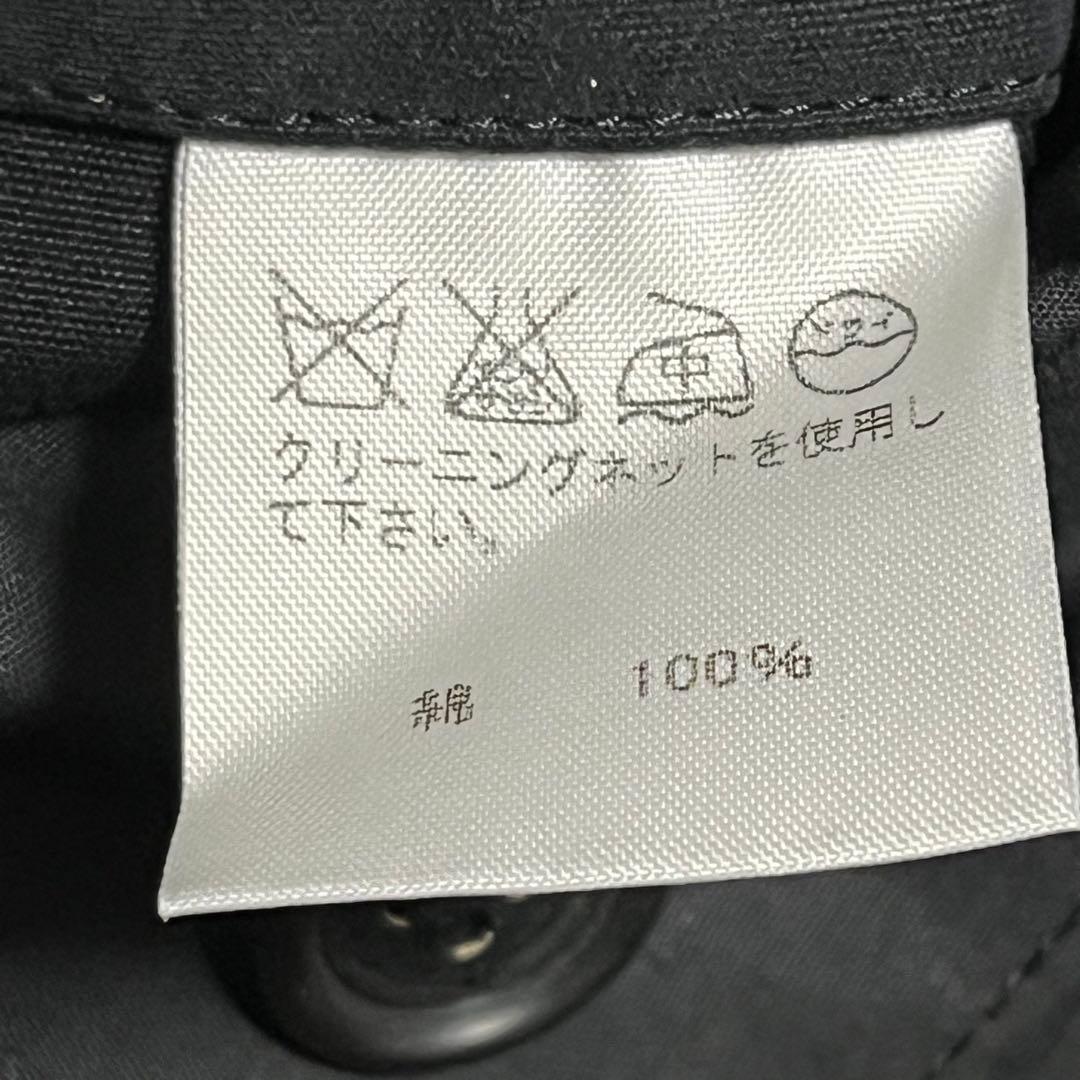 中
クリーニングネットを使用し
て下さい。
綿 100%